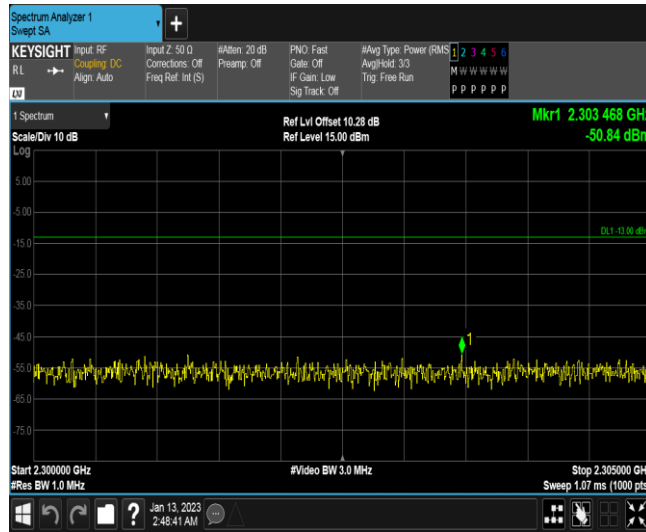 Spectrum Analyzer 1
Swept SA
KEYSIGHT
RL
LXI
Input: RF
Coupling: DC
Align: Auto
Input Z: 50 Ω
Corrections: Off
Freq Ref: Int (S)
#Atten: 20 dB
Preamp: Off
PNO: Fast
Gate: Off
IF Gain: Low
Sig Track: Off
#Avg Type: Power (RMS
Avg|Hold: 3/3
Trig: Free Run
1 2 3 4 5 6
M W W W W W
P P P P P P
1 Spectrum
Scale/Div 10 dB
Log
Ref Lvl Offset 10.28 dB
Ref Level 15.00 dBm
Mkr1 2.303 468 GHz
-50.84 dBm
5.00
-5.00
-15.0
-25.0
-35.0
-45.0
-55.0
-65.0
-75.0
DL1 -13.00 dBm
1
Start 2.300000 GHz
#Res BW 1.0 MHz
#Video BW 3.0 MHz
Stop 2.305000 GHz
Sweep 1.07 ms (1000 pts)
?
Jan 13, 2023
2:48:41 AM